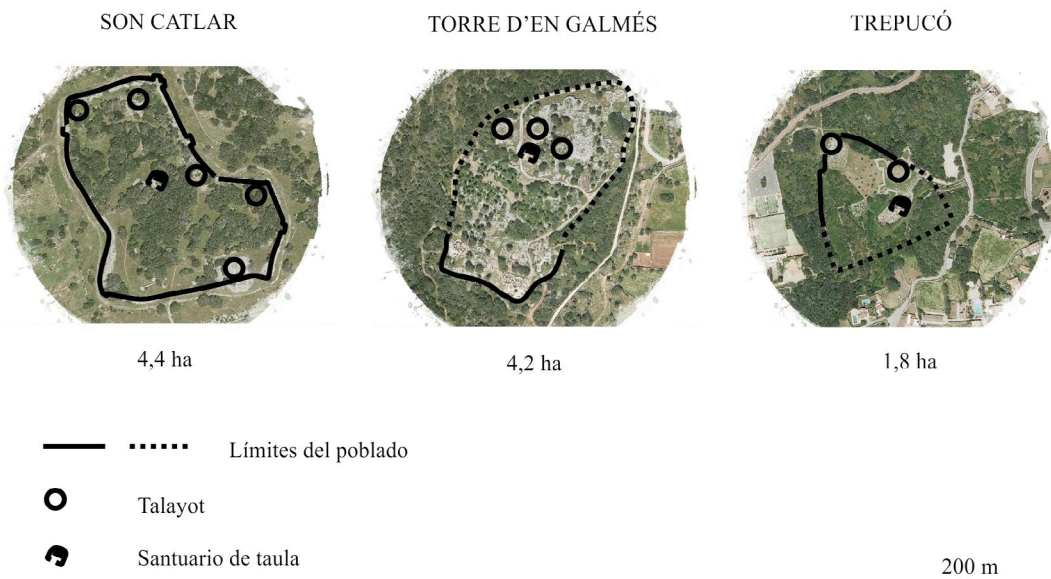 SON CATLAR
TORRE D'EN GALMÉS
TREPUCÓ
4,4 ha
4,2 ha
1,8 ha
Límites del poblado
Talayot
Santuario de taula
200 m